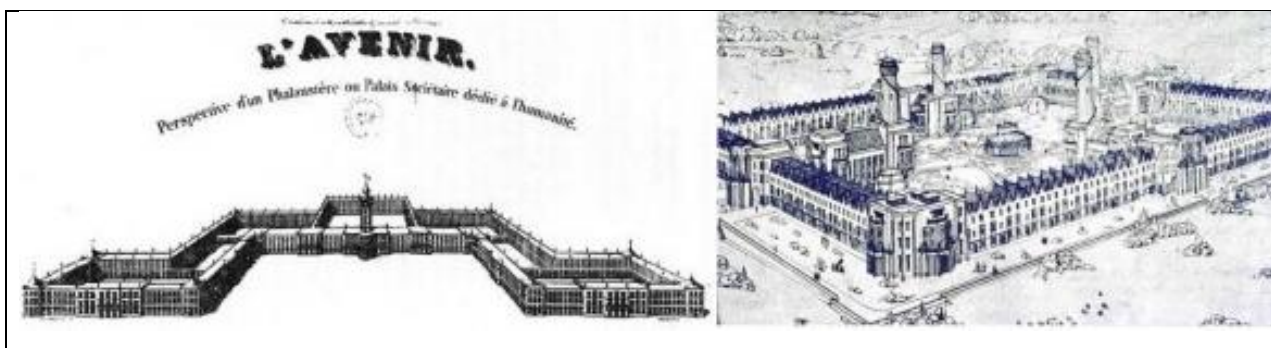 L'AVENIR.
Perspective d'un Phalanstère ou Palais Sociétaire dédié à l'humanité.